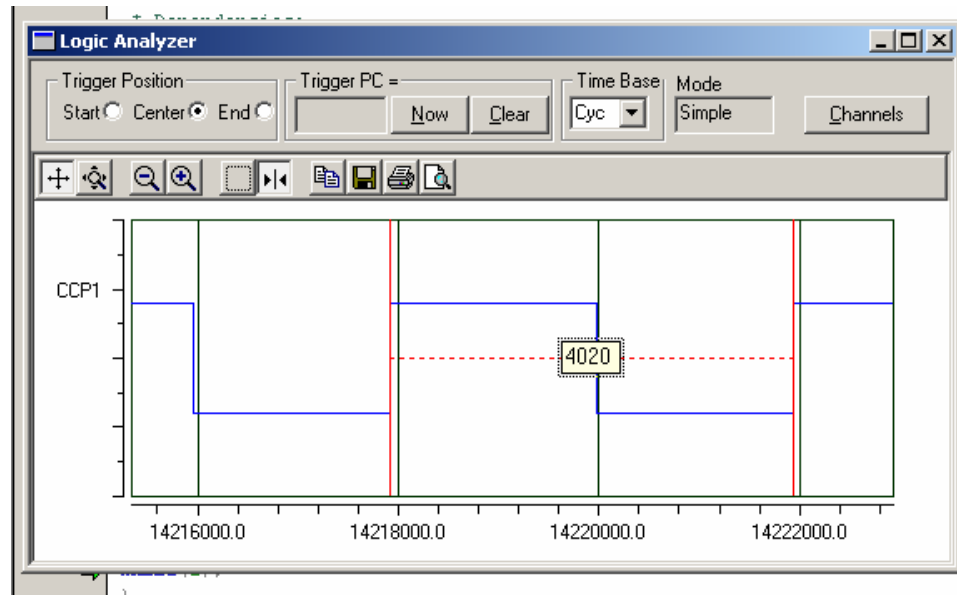 * Dependencies:
Logic Analyzer
Trigger Position
Start Center End
Trigger PC =
Now Clear
Time Base
Cyc
Mode
Simple
Channels
CCP1
4020
14216000.0 14218000.0 14220000.0 14222000.0